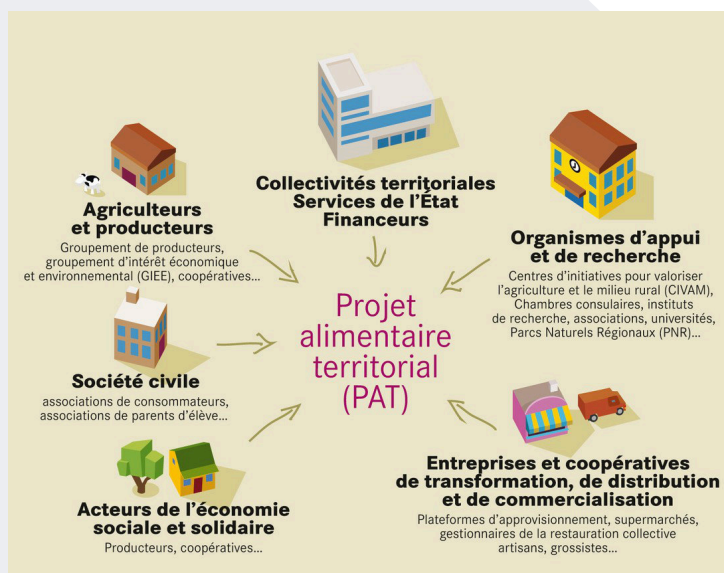 Collectivités territoriales
Services de l'État
Financeurs
Agriculteurs
et producteurs
Groupement de producteurs,
groupement d'intérêt économique
et environnemental (GIEE), coopératives...
Organismes d'appui
et de recherche
Centres d'initiatives pour valoriser
l'agriculture et le milieu rural (CIVAM),
Chambres consulaires, instituts
de recherche, associations, universités,
Parcs Naturels Régionaux (PNR)...
Projet
alimentaire
territorial
(PAT)
Société civile
associations de consommateurs,
associations de parents d'élève...
Acteurs de l'économie
sociale et solidaire
Producteurs, coopératives...
Entreprises et coopératives
de transformation, de distribution
et de commercialisation
Plateformes d'approvisionnement, supermarchés,
gestionnaires de la restauration collective
artisans, grossistes...